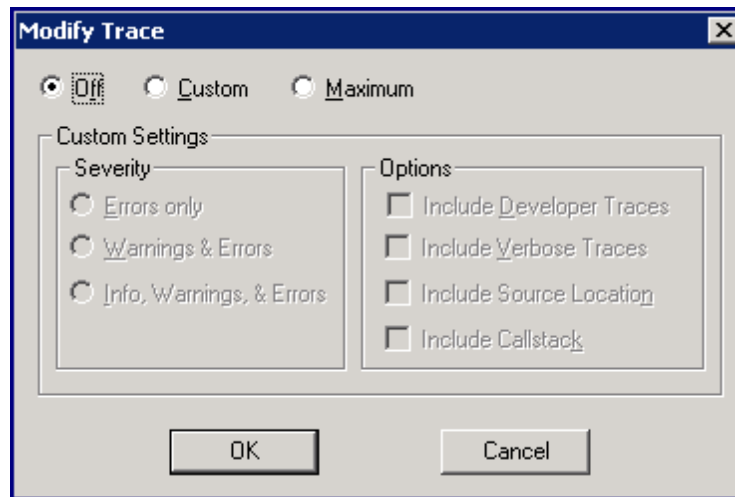 Modify Trace
Off Custom Maximum
Custom Settings
Severity
Errors only
Warnings & Errors
Info, Warnings, & Errors
Options
Include Developer Traces
Include Verbose Traces
Include Source Location
Include Callstack
OK Cancel